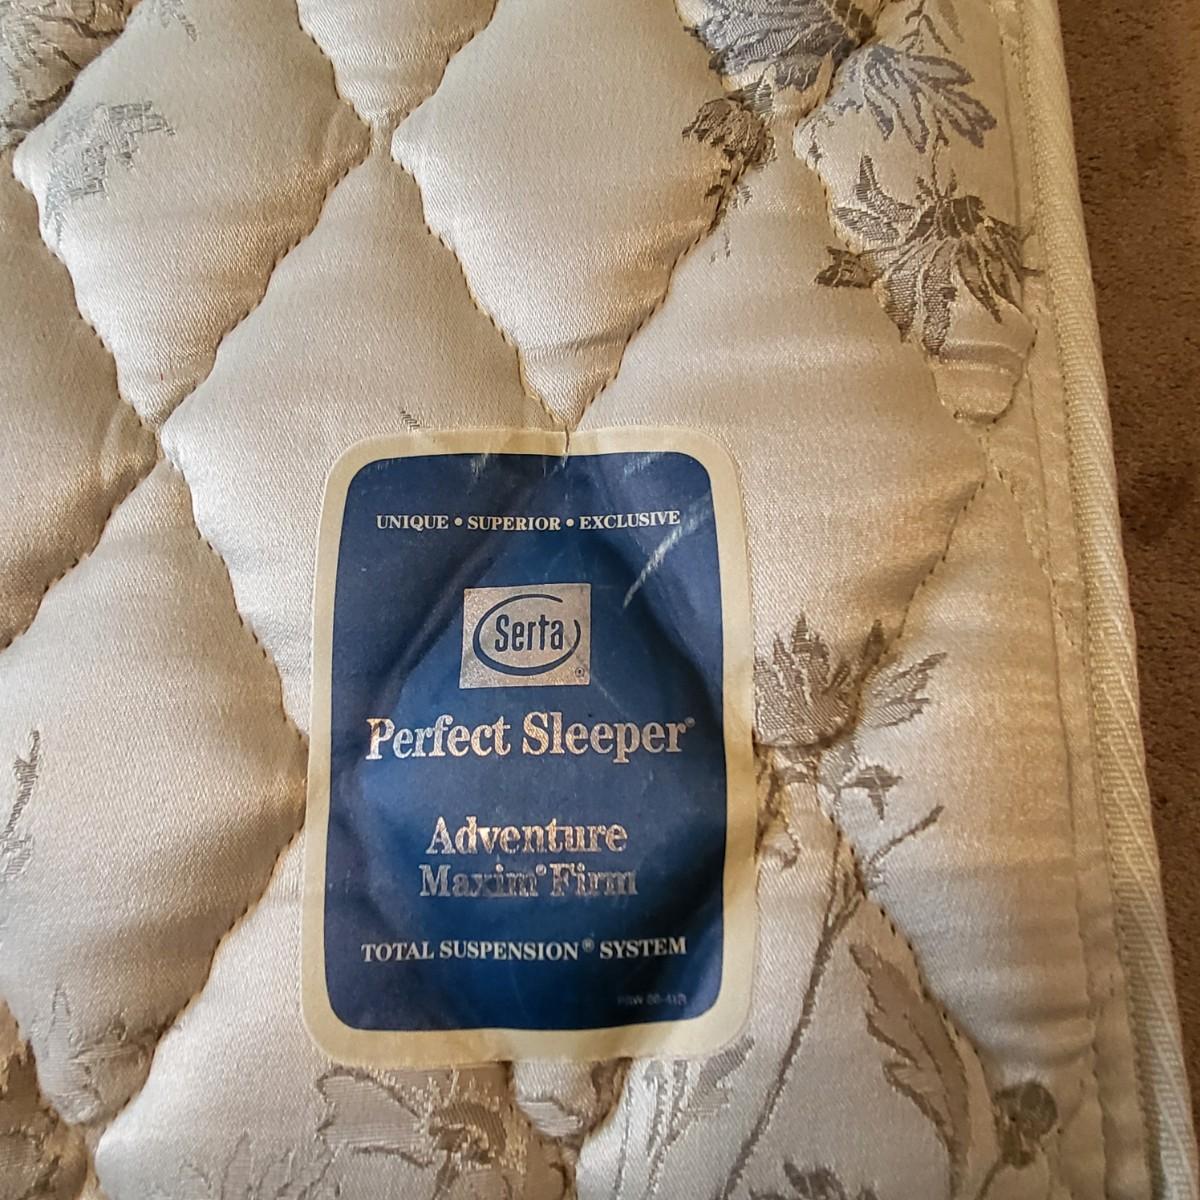 UNIQUE • SUPERIOR • EXCLUSIVE
Serta®
Perfect Sleeper®
Adventure
Maxim® Firm
TOTAL SUSPENSION® SYSTEM